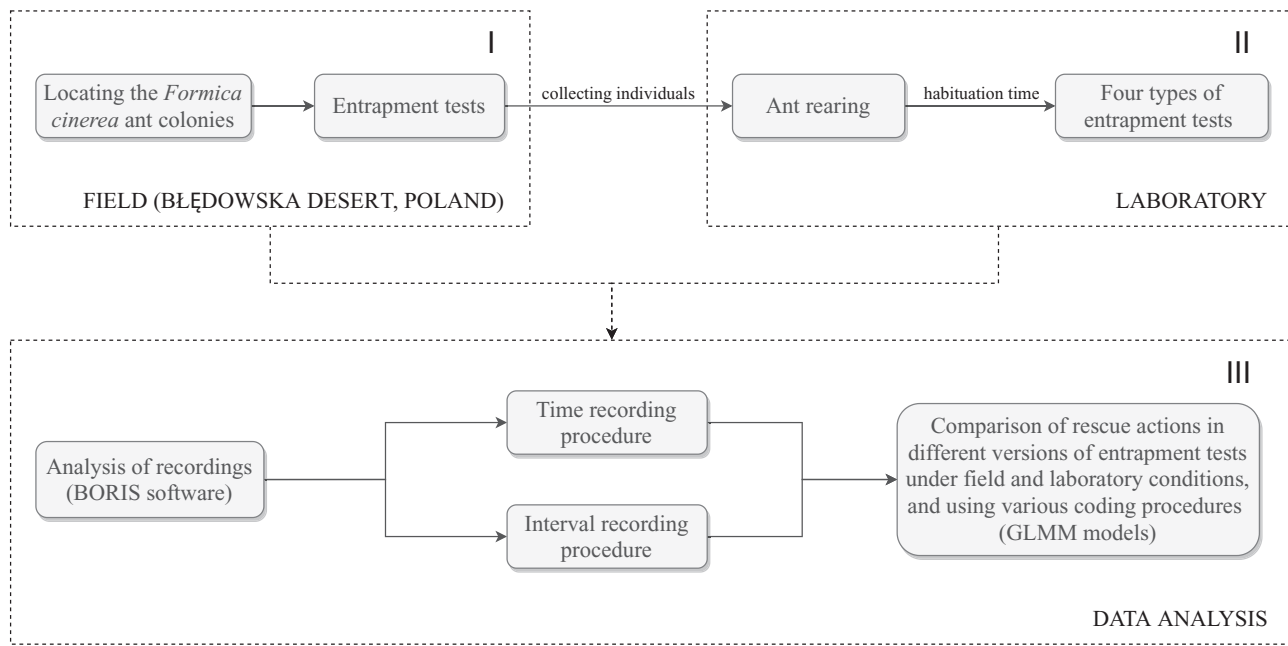 I
Locating the Formica
cinerea ant colonies
Entrapment tests
FIELD (BŁĘDOWSKA DESERT, POLAND)
collecting individuals
II
Ant rearing
habituation time
Four types of
entrapment tests
LABORATORY
III
Analysis of recordings
(BORIS software)
Time recording
procedure
Interval recording
procedure
Comparison of rescue actions in
different versions of entrapment tests
under field and laboratory conditions,
and using various coding procedures
(GLMM models)
DATA ANALYSIS